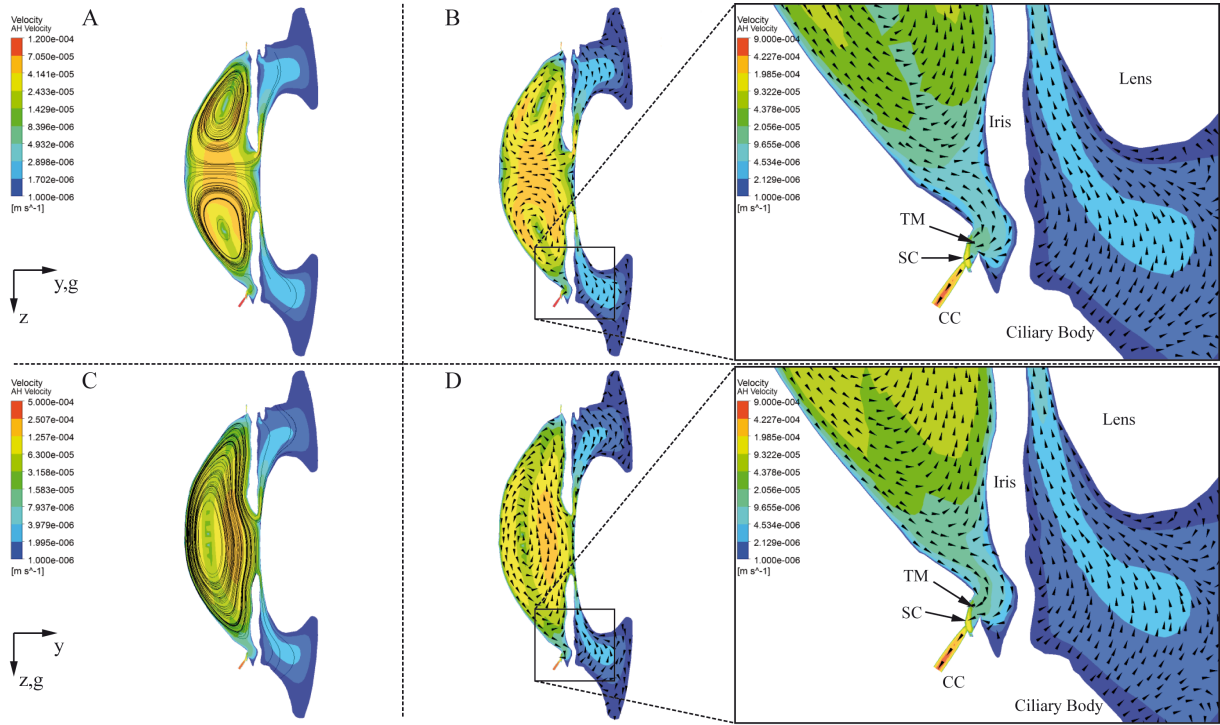 A
Velocity
AH Velocity
1.200e-004
7.050e-005
4.141e-005
2.433e-005
1.429e-005
8.396e-006
4.932e-006
2.898e-006
1.702e-006
1.000e-006
[m s^-1]
y,g
z
B
Velocity
AH Velocity
9.000e-004
4.227e-004
1.985e-004
9.322e-005
4.378e-005
2.056e-005
9.655e-006
4.534e-006
2.129e-006
1.000e-006
[m s^-1]
Lens
Iris
TM
SC
CC
Ciliary Body
C
Velocity
AH Velocity
5.000e-004
2.507e-004
1.257e-004
6.300e-005
3.158e-005
1.583e-005
7.937e-006
3.979e-006
1.995e-006
1.000e-006
[m s^-1]
y
z,g
D
Velocity
AH Velocity
9.000e-004
4.227e-004
1.985e-004
9.322e-005
4.378e-005
2.056e-005
9.655e-006
4.534e-006
2.129e-006
1.000e-006
[m s^-1]
Lens
Iris
TM
SC
CC
Ciliary Body